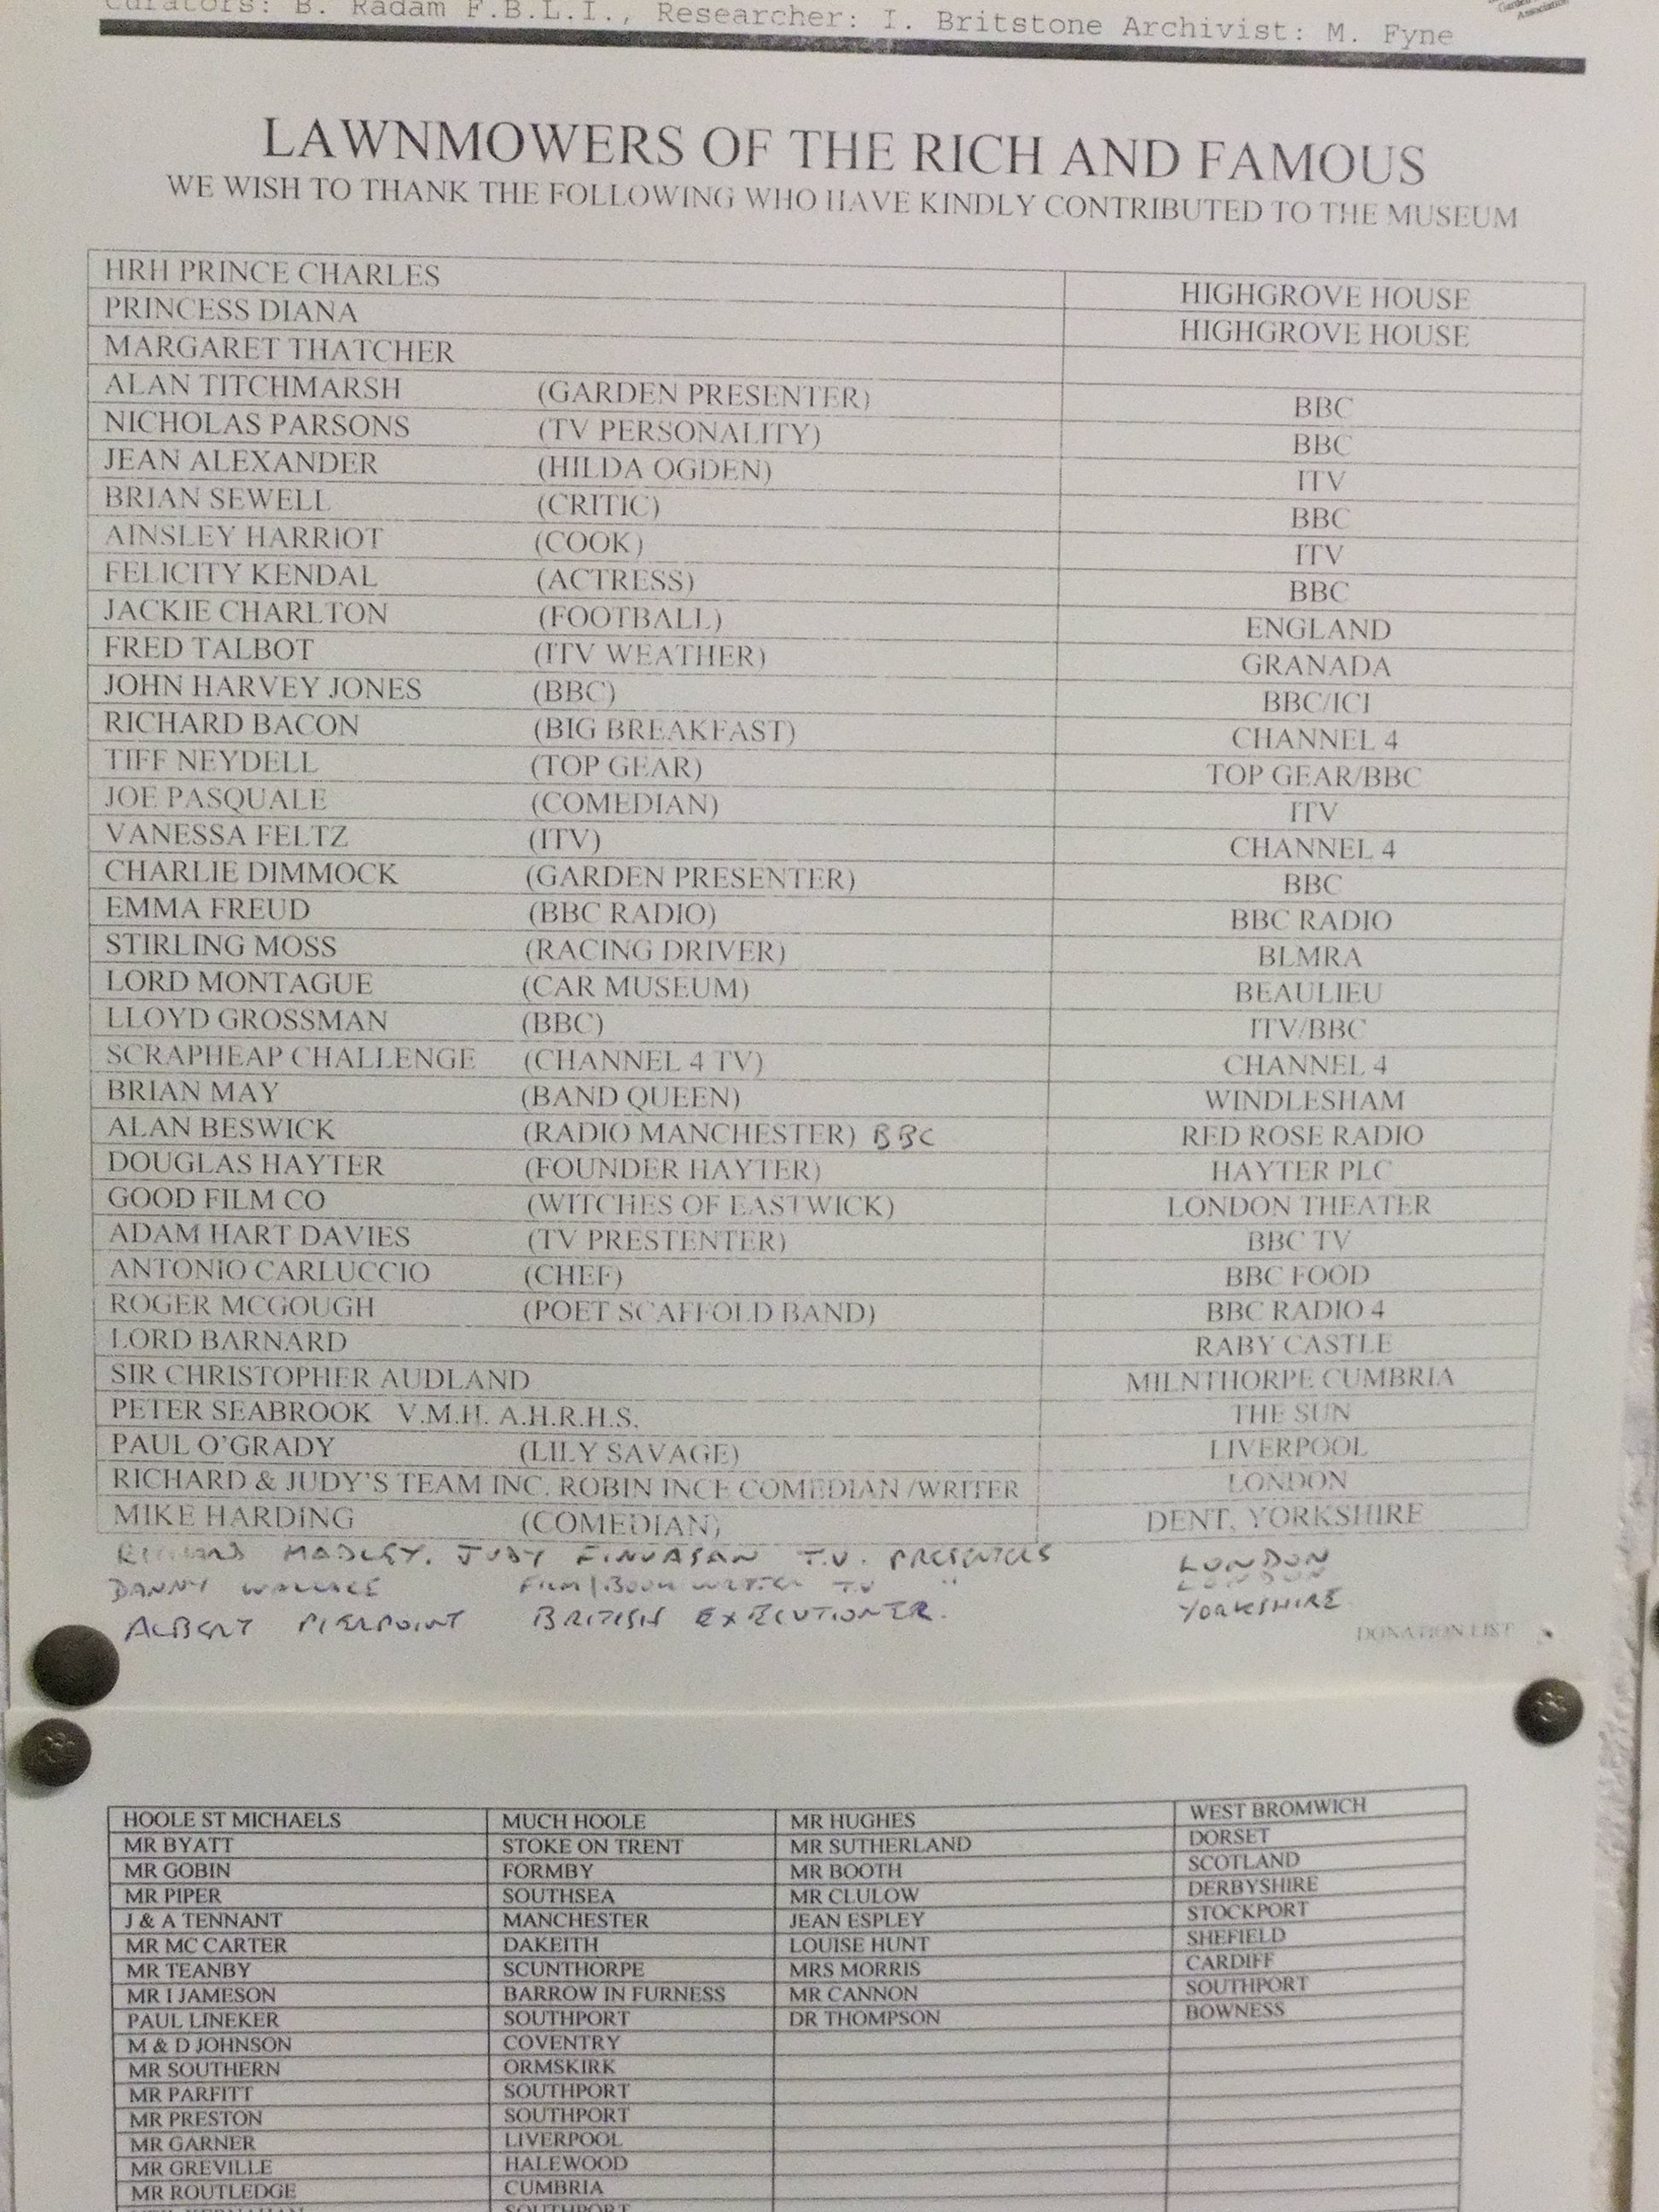 Curators: B. Radam F.B.L.I., Researcher: I. Britstone Archivist: M. Fyne
Garden
Association
LAWNMOWERS OF THE RICH AND FAMOUS
WE WISH TO THANK THE FOLLOWING WHO HAVE KINDLY CONTRIBUTED TO THE MUSEUM
HRH PRINCE CHARLES HIGHGROVE HOUSE
PRINCESS DIANA HIGHGROVE HOUSE
MARGARET THATCHER
ALAN TITCHMARSH (GARDEN PRESENTER) BBC
NICHOLAS PARSONS (TV PERSONALITY) BBC
JEAN ALEXANDER (HILDA OGDEN) ITV
BRIAN SEWELL (CRITIC) BBC
AINSLEY HARRIOT (COOK) ITV
FELICITY KENDAL (ACTRESS) BBC
JACKIE CHARLTON (FOOTBALL) ENGLAND
FRED TALBOT (ITV WEATHER) GRANADA
JOHN HARVEY JONES (BBC) BBC/ICI
RICHARD BACON (BIG BREAKFAST) CHANNEL 4
TIFF NEYDELL (TOP GEAR) TOP GEAR/BBC
JOE PASQUALE (COMEDIAN) ITV
VANESSA FELTZ (ITV) CHANNEL 4
CHARLIE DIMMOCK (GARDEN PRESENTER) BBC
EMMA FREUD (BBC RADIO) BBC RADIO
STIRLING MOSS (RACING DRIVER) BLMRA
LORD MONTAGUE (CAR MUSEUM) BEAULIEU
LLOYD GROSSMAN (BBC) ITV/BBC
SCRAPHEAP CHALLENGE (CHANNEL 4 TV) CHANNEL 4
BRIAN MAY (BAND QUEEN) WINDLESHAM
ALAN BESWICK (RADIO MANCHESTER) BBC RED ROSE RADIO
DOUGLAS HAYTER (FOUNDER HAYTER) HAYTER PLC
GOOD FILM CO (WITCHES OF EASTWICK) LONDON THEATER
ADAM HART DAVIES (TV PRESTENTER) BBC TV
ANTONIO CARLUCCIO (CHEF) BBC FOOD
ROGER MCGOUGH (POET SCAFFOLD BAND) BBC RADIO 4
LORD BARNARD RABY CASTLE
SIR CHRISTOPHER AUDLAND MILNTHORPE CUMBRIA
PETER SEABROOK V.M.H. A.H.R.H.S. THE SUN
PAUL O'GRADY (LILY SAVAGE) LIVERPOOL
RICHARD & JUDY'S TEAM INC. ROBIN INCE COMEDIAN /WRITER LONDON
MIKE HARDING (COMEDIAN) DENT, YORKSHIRE
RICHARD MADLEY. JUDY T.V. PRESENTERS LONDON
DANNY WALLACE FILM/BOOK WRITER TV " LONDON
ALBERT PIERPOINT BRITISH EXECUTIONER. YORKSHIRE
DONATION LIST
HOOLE ST MICHAELS MUCH HOOLE MR HUGHES WEST BROMWICH
MR BYATT STOKE ON TRENT MR SUTHERLAND DORSET
MR GOBIN FORMBY MR BOOTH SCOTLAND
MR PIPER SOUTHSEA MR CLULOW DERBYSHIRE
J & A TENNANT MANCHESTER JEAN ESPLEY STOCKPORT
MR MC CARTER DAKEITH LOUISE HUNT SHEFIELD
MR TEANBY SCUNTHORPE MRS MORRIS CARDIFF
MR I JAMESON BARROW IN FURNESS MR CANNON SOUTHPORT
PAUL LINEKER SOUTHPORT DR THOMPSON BOWNESS
M & D JOHNSON COVENTRY
MR SOUTHERN ORMSKIRK
MR PARFITT SOUTHPORT
MR PRESTON SOUTHPORT
MR GARNER LIVERPOOL
MR GREVILLE HALEWOOD
MR ROUTLEDGE CUMBRIA
SOUTHPORT